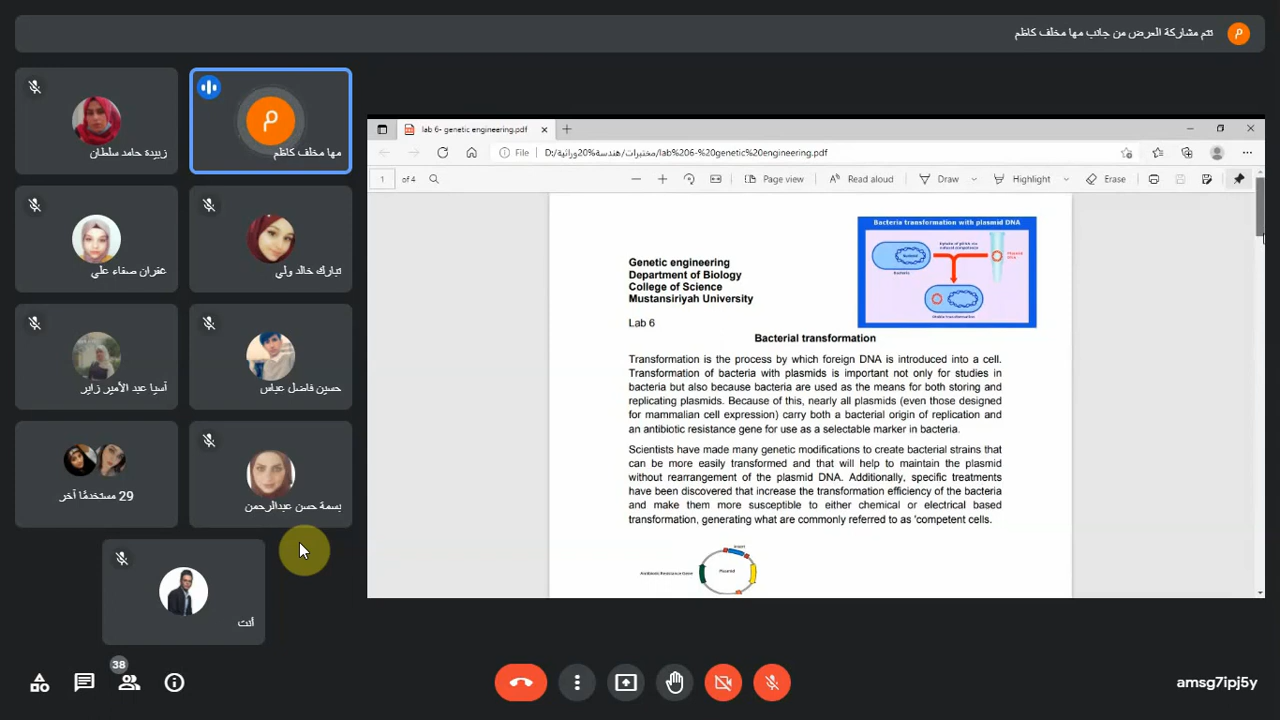 تتم مشاركة العرض من جانب مها مخلف كاظم
م
زبيدة حامد سلطان
م
مها مخلف كاظم
غفران صفاء علي
تبارك خالد ولي
آسيا عبد الأمير زاير
حسين فاضل عباس
29 مستخدمًا آخر
بسمة حسن عبدالرحمن
أنت
38
amsg7ipj5y
lab 6- genetic engineering.pdf
File
D:/مختبرات/هندسة%20وراثية/lab%206-%20genetic%20engineering.pdf
1 of 4
Page view
Read aloud
Draw
Highlight
Erase
Bacteria transformation with plasmid DNA
Genetic engineering
Department of Biology
College of Science
Mustansiriyah University
Lab 6
Bacterial transformation
Transformation is the process by which foreign DNA is introduced into a cell.
Transformation of bacteria with plasmids is important not only for studies in
bacteria but also because bacteria are used as the means for both storing and
replicating plasmids. Because of this, nearly all plasmids (even those designed
for mammalian cell expression) carry both a bacterial origin of replication and
an antibiotic resistance gene for use as a selectable marker in bacteria.
Scientists have made many genetic modifications to create bacterial strains that
can be more easily transformed and that will help to maintain the plasmid
without rearrangement of the plasmid DNA. Additionally, specific treatments
have been discovered that increase the transformation efficiency of the bacteria
and make them more susceptible to either chemical or electrical based
transformation, generating what are commonly referred to as 'competent cells.
Insert
Antibiotic Resistance Gene
Plasmid